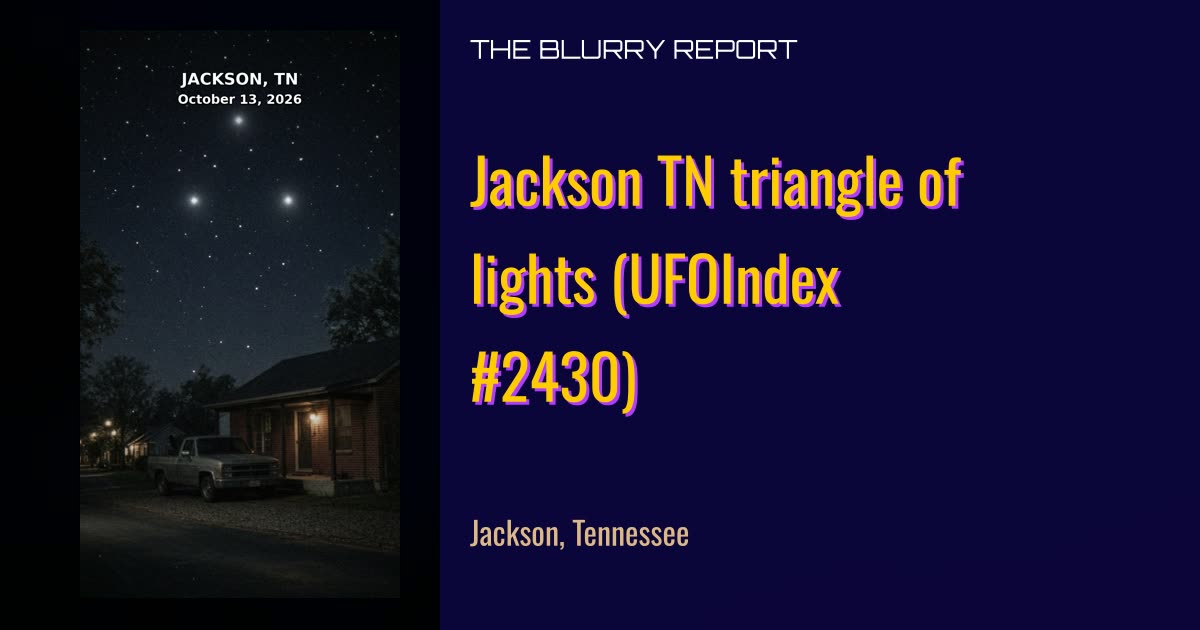 JACKSON, TN
October 13, 2026
THE BLURRY REPORT
Jackson TN triangle of
lights (UFOIndex
#2430)
Jackson, Tennessee